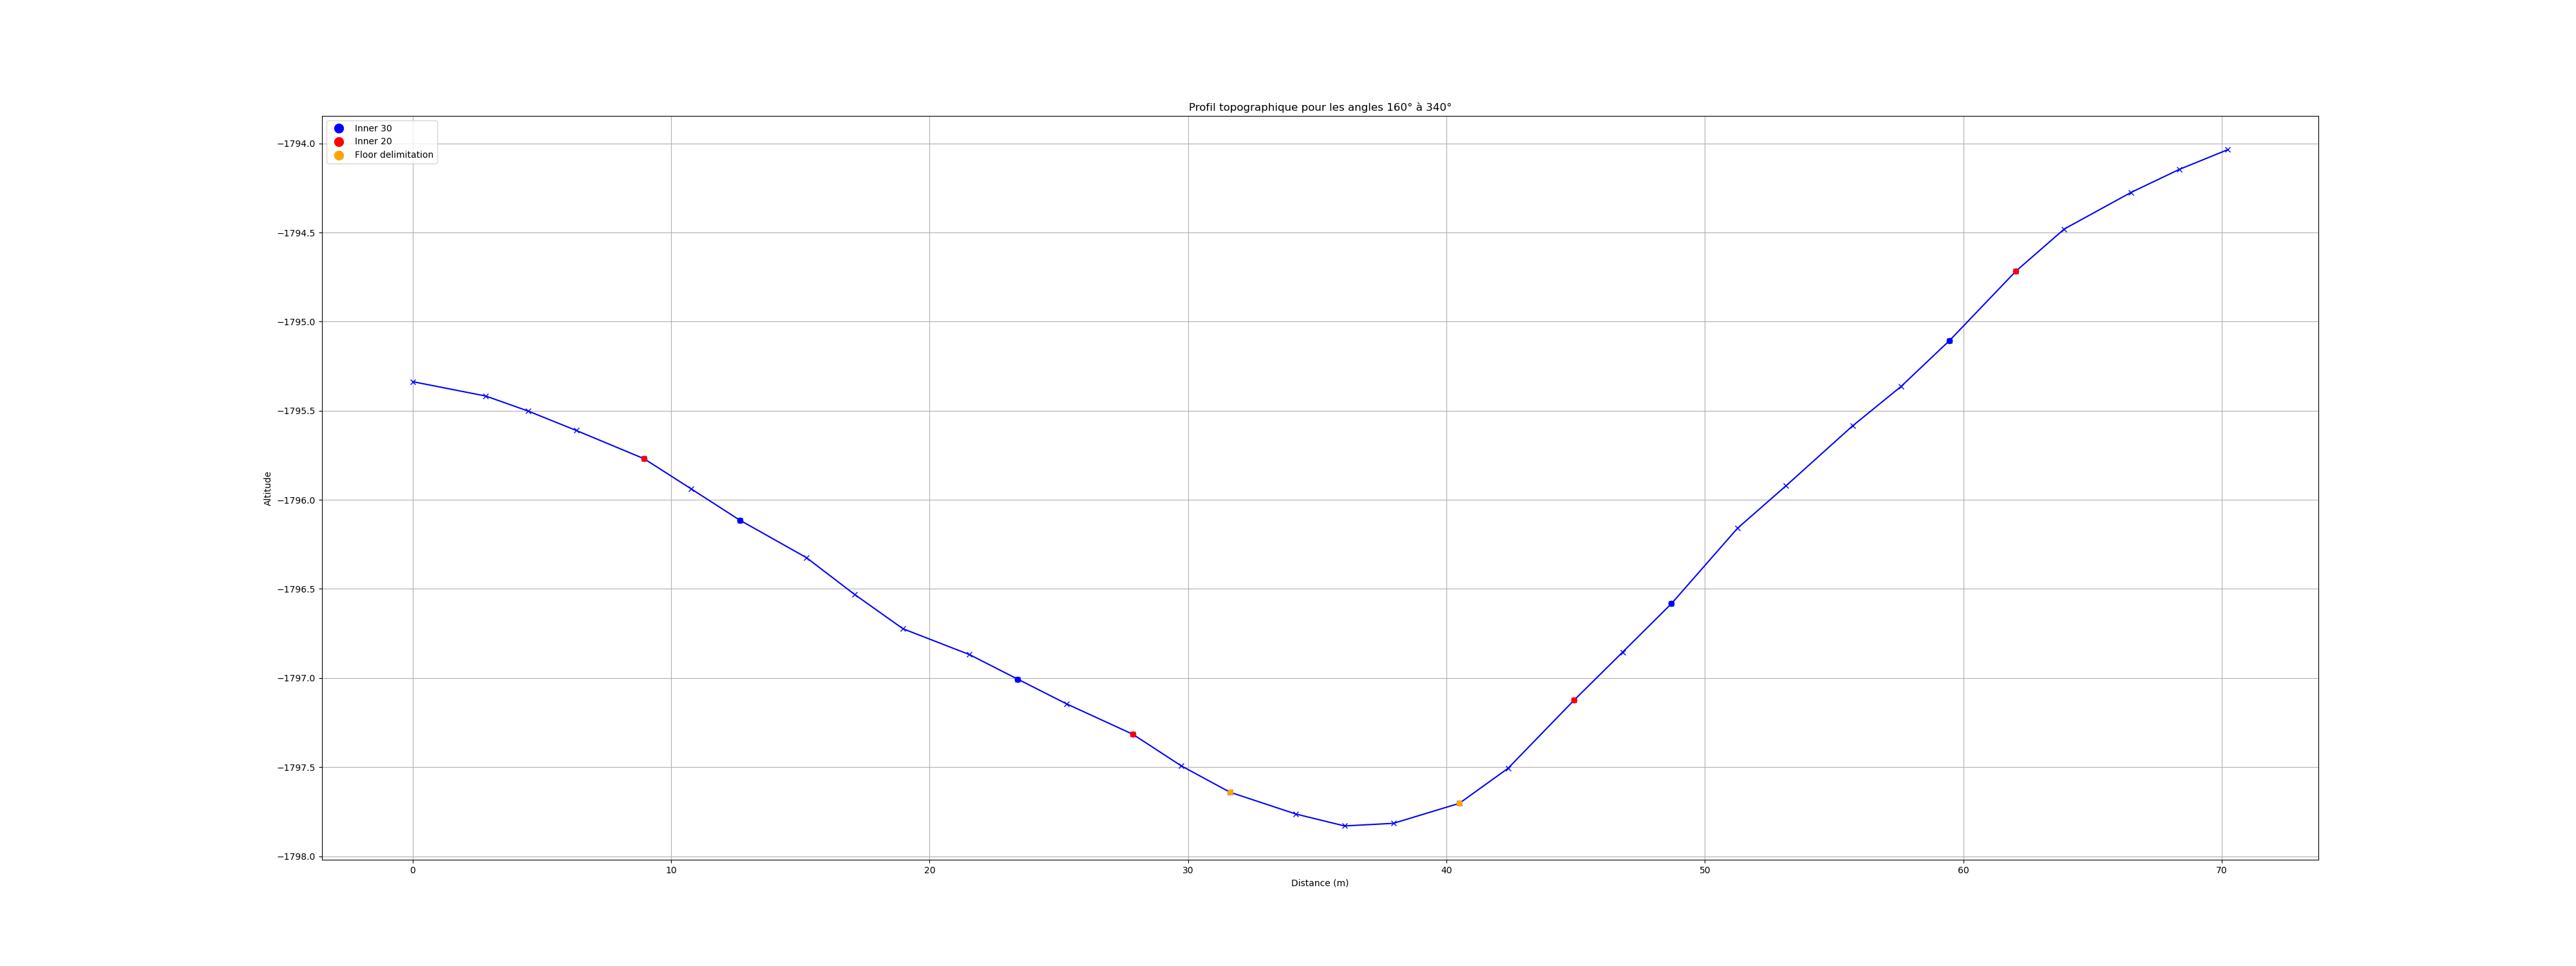 Profil topographique pour les angles 160° à 340°
Inner 30
Inner 20
Floor delimitation
−1794.0
−1794.5
−1795.0
−1795.5
−1796.0
−1796.5
−1797.0
−1797.5
−1798.0
Altitude
0 10 20 30 40 50 60 70
Distance (m)